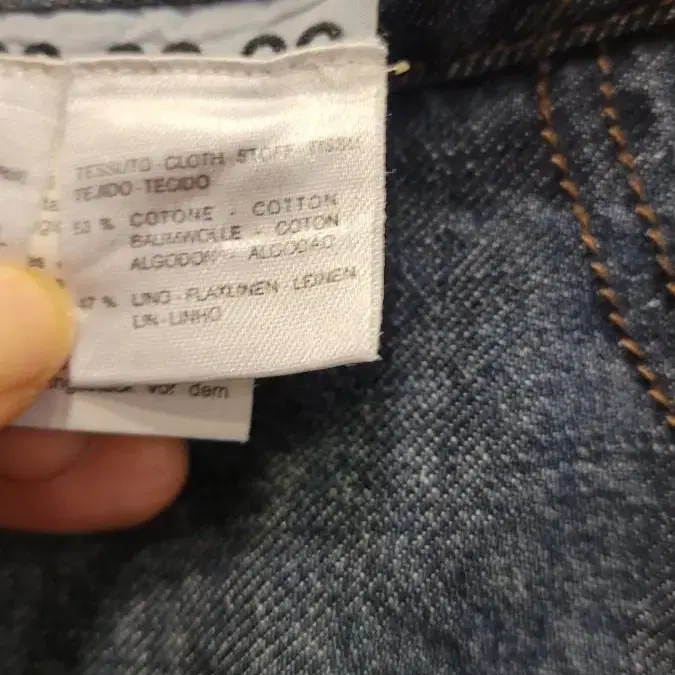 TESSUTO CLOTH STOFF TISSU
TEJIDO-TECIDO
53 % COTONE - COTTON
BAUMWOLLE - COTON
ALGODON - ALGODAO
47 % LINO-FLAX/LINEN LEINEN
LIN-LINHO
vor dem